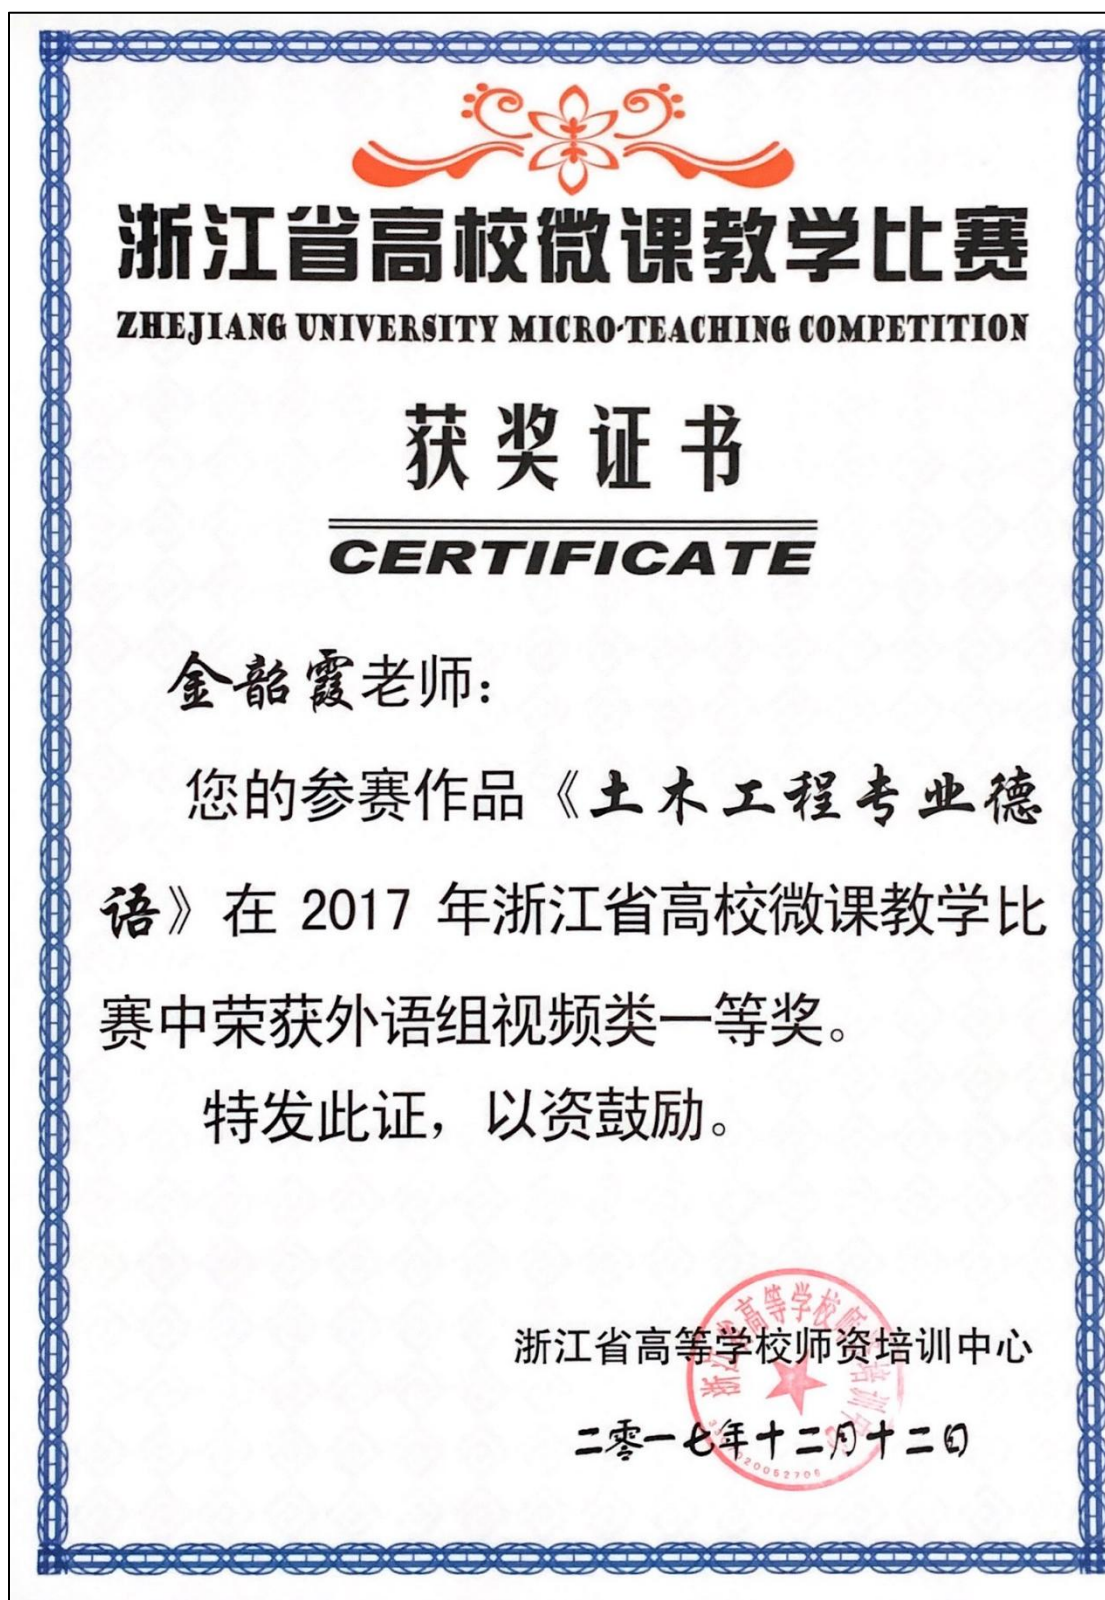 浙江省高校微课教学比赛
ZHEJIANG UNIVERSITY MICRO-TEACHING COMPETITION
获奖证书
CERTIFICATE
金韶霞老师：
您的参赛作品《土木工程专业德
语》在 2017 年浙江省高校微课教学比
赛中荣获外语组视频类一等奖。
特发此证，以资鼓励。
浙江省高等学校师资培训中心
二零一七年十二月十二日